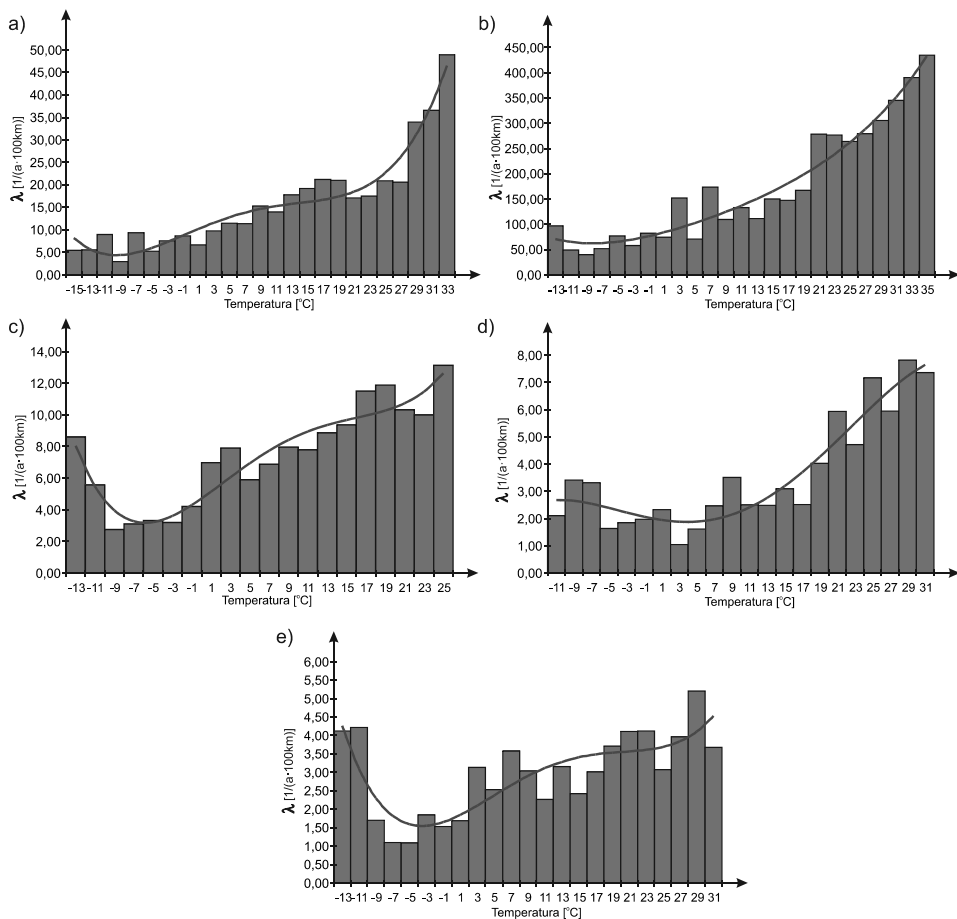 a)
50,00
45,00
40,00
35,00
30,00
25,00
20,00
15,00
10,00
5,00
0,00
λ [1/(a·100km)]
-15-13-11 -9 -7 -5 -3 -1 1 3 5 7 9 11 13 15 17 19 21 23 25 27 29 31 33
Temperatura [°C]
b)
450,00
400,00
350,00
300,00
250,00
200,00
150,00
100,00
50,00
0,00
λ [1/(a·100km)]
-13-11 -9 -7 -5 -3 -1 1 3 5 7 9 11 13 15 17 19 21 23 25 27 29 31 33 35
Temperatura [°C]
c)
14,00
12,00
10,00
8,00
6,00
4,00
2,00
0,00
λ [1/(a·100km)]
-13 -11 -9 -7 -5 -3 -1 1 3 5 7 9 11 13 15 17 19 21 23 25
Temperatura [°C]
d)
8,00
7,00
6,00
5,00
4,00
3,00
2,00
1,00
0,00
λ [1/(a·100km)]
-11 -9 -7 -5 -3 -1 1 3 5 7 9 11 13 15 17 19 21 23 25 27 29 31
Temperatura [°C]
e)
6,00
5,50
5,00
4,50
4,00
3,50
3,00
2,50
2,00
1,50
1,00
0,50
0,00
λ [1/(a·100km)]
-13-11 -9 -7 -5 -3 -1 1 3 5 7 9 11 13 15 17 19 21 23 25 27 29 31
Temperatura [°C]